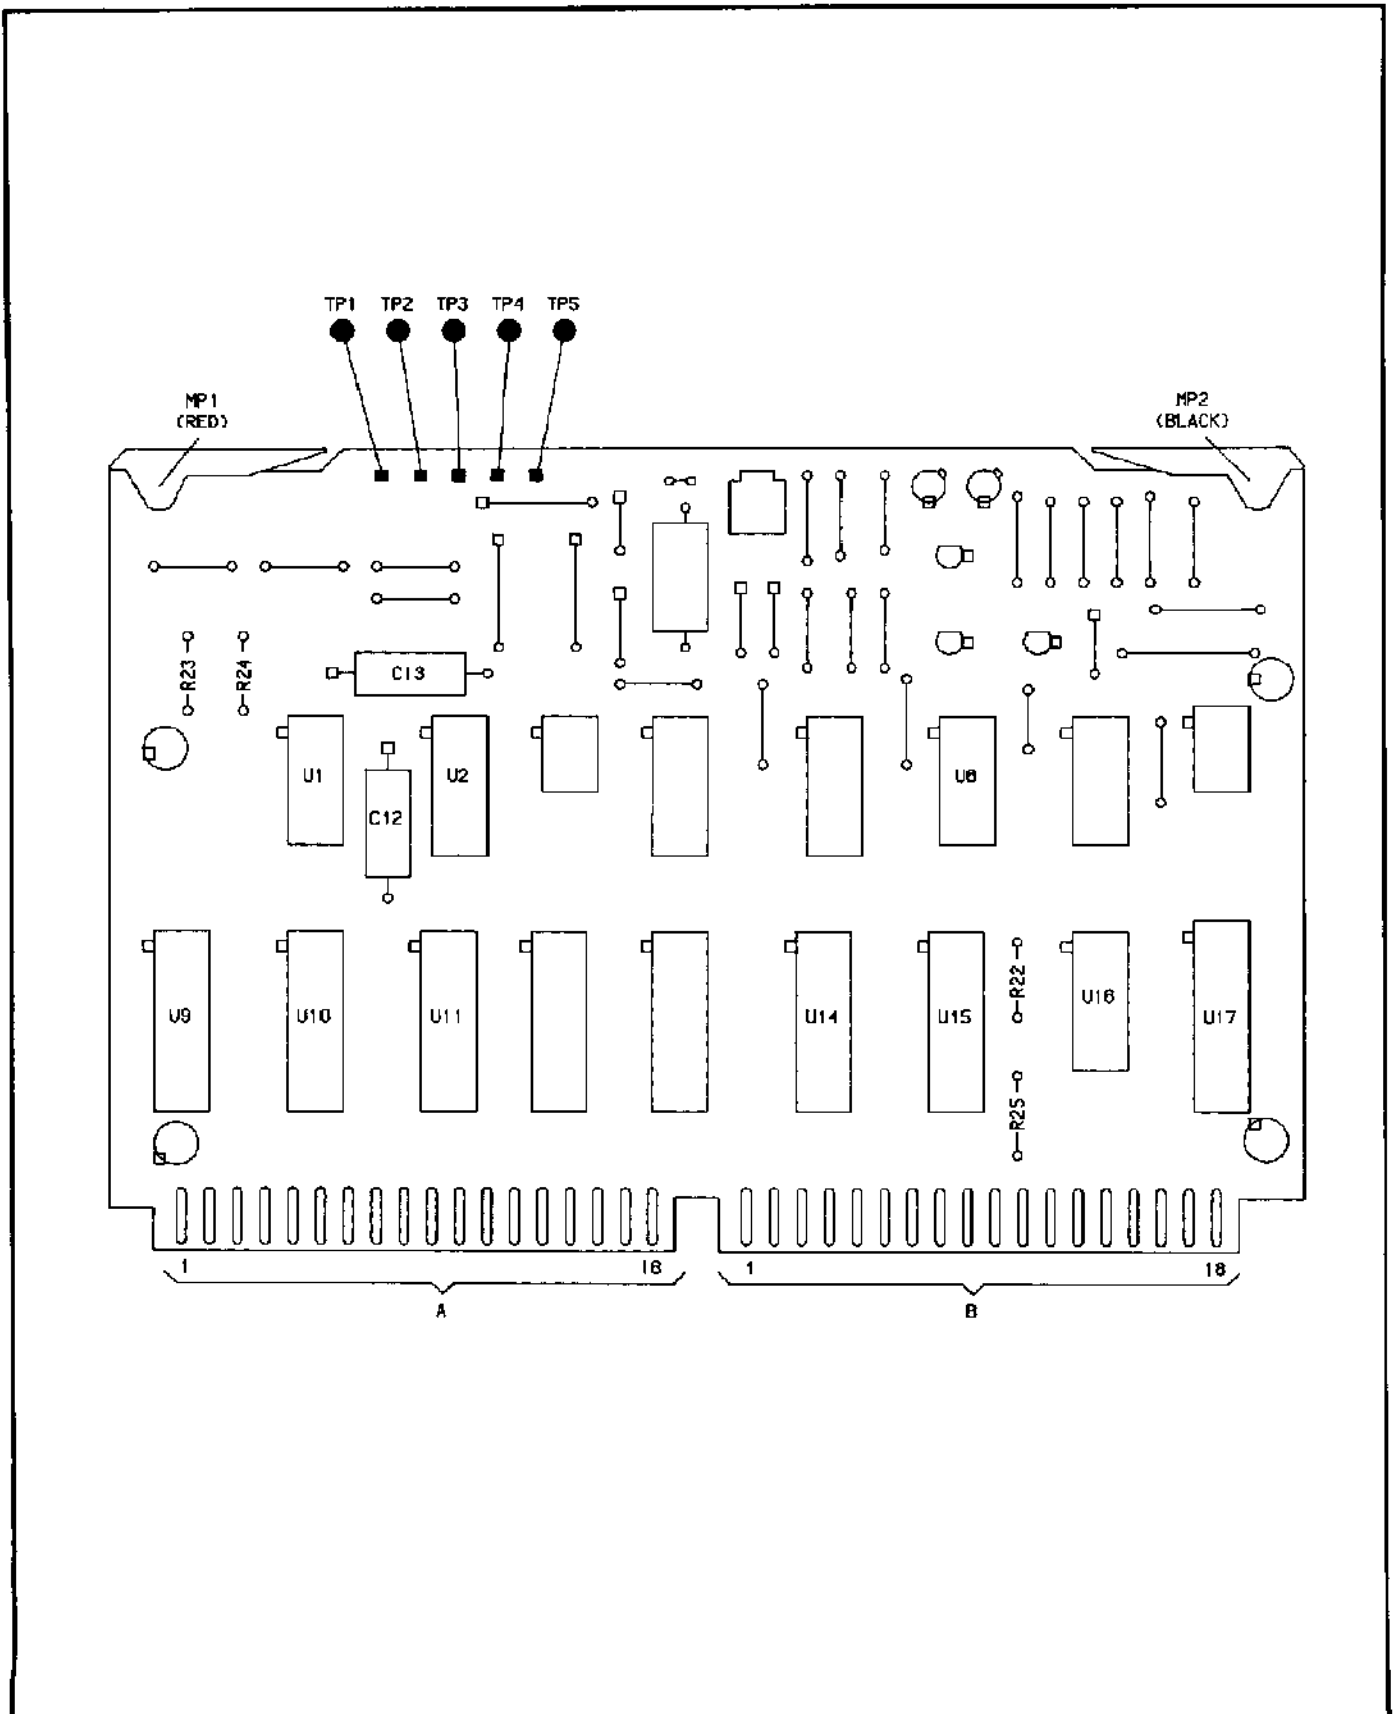 TP1 TP2 TP3 TP4 TP5
MP1
(RED)
MP2
(BLACK)
R23
R24
C13
U1
U2
U6
C12
U9
U10
U11
U14
U15
R22
U16
U17
R25
1 18 1 18
A B